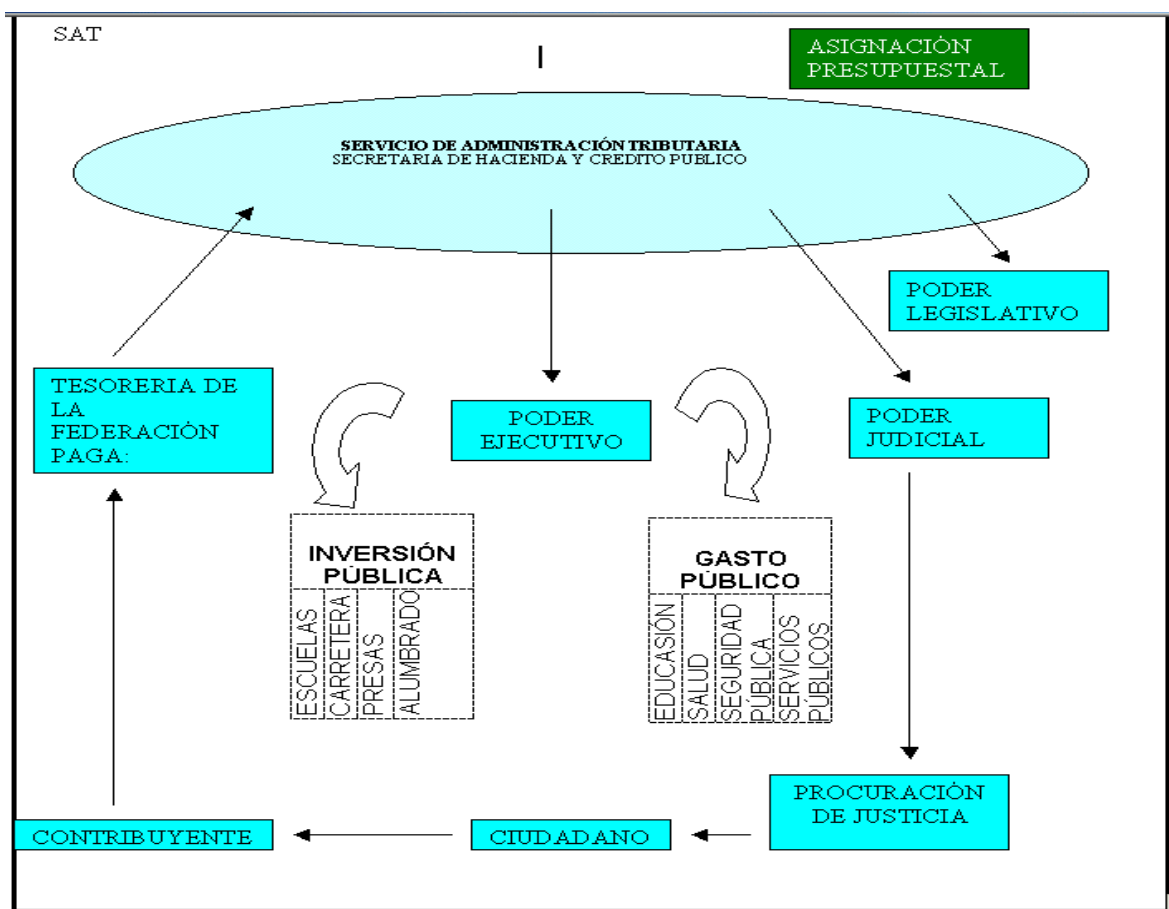 SAT
I
ASIGNACIÓN
PRESUPUESTAL
SERVICIO DE ADMINISTRACIÓN TRIBUTARIA
SECRETARIA DE HACIENDA Y CREDITO PUBLICO
PODER
LEGISLATIVO
TESORERIA DE
LA
FEDERACIÓN
PAGA:
PODER
EJECUTIVO
PODER
JUDICIAL
INVERSIÓN
PÚBLICA
ESCUELAS
CARRETERA
PRESAS
ALUMBRADO
GASTO
PÚBLICO
EDUCASIÓN
SALUD
SEGURIDAD
PÚBLICA
SERVICIOS
PÚBLICOS
PROCURACIÓN
DE JUSTICIA
CONTRIBUYENTE
CIUDADANO